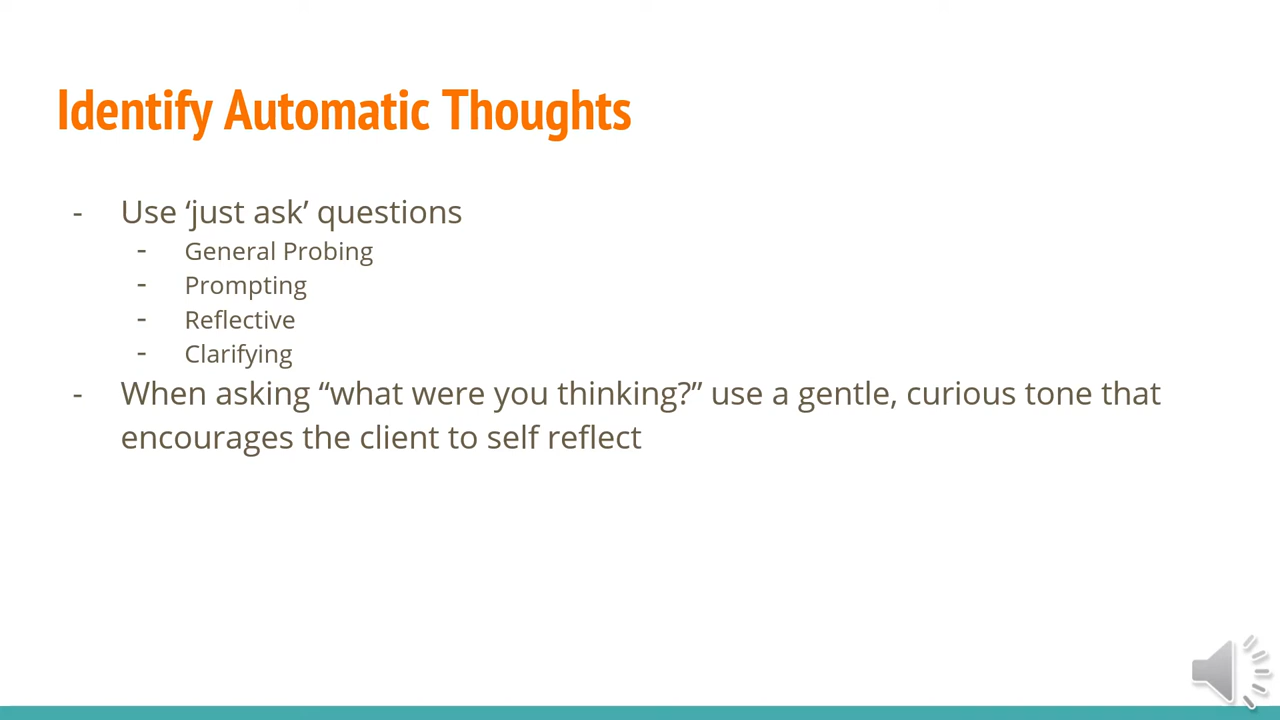 Identify Automatic Thoughts
- Use ‘just ask’ questions
- General Probing
- Prompting
- Reflective
- Clarifying
- When asking “what were you thinking?” use a gentle, curious tone that
encourages the client to self reflect